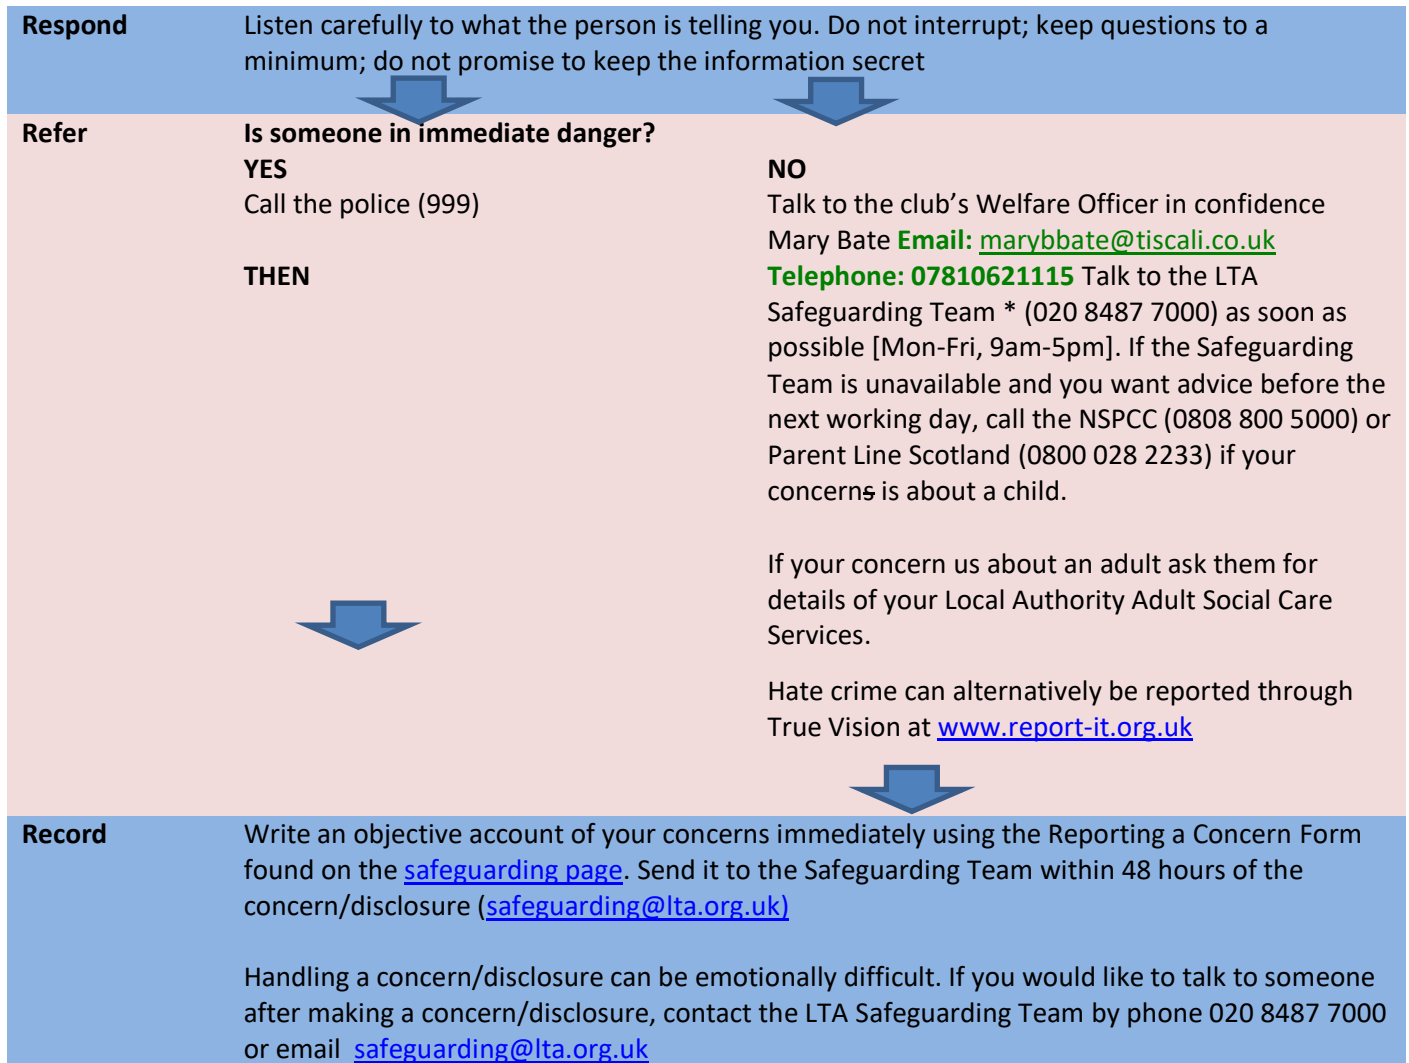 Respond
Listen carefully to what the person is telling you. Do not interrupt; keep questions to a
minimum; do not promise to keep the information secret
Refer
Is someone in immediate danger?
YES
Call the police (999)
THEN
NO
Talk to the club’s Welfare Officer in confidence
Mary Bate Email: marybbate@tiscali.co.uk
Telephone: 07810621115 Talk to the LTA
Safeguarding Team * (020 8487 7000) as soon as
possible [Mon-Fri, 9am-5pm]. If the Safeguarding
Team is unavailable and you want advice before the
next working day, call the NSPCC (0808 800 5000) or
Parent Line Scotland (0800 028 2233) if your
concerns is about a child.
If your concern us about an adult ask them for
details of your Local Authority Adult Social Care
Services.
Hate crime can alternatively be reported through
True Vision at www.report-it.org.uk
Record
Write an objective account of your concerns immediately using the Reporting a Concern Form
found on the safeguarding page. Send it to the Safeguarding Team within 48 hours of the
concern/disclosure (safeguarding@lta.org.uk)
Handling a concern/disclosure can be emotionally difficult. If you would like to talk to someone
after making a concern/disclosure, contact the LTA Safeguarding Team by phone 020 8487 7000
or email safeguarding@lta.org.uk